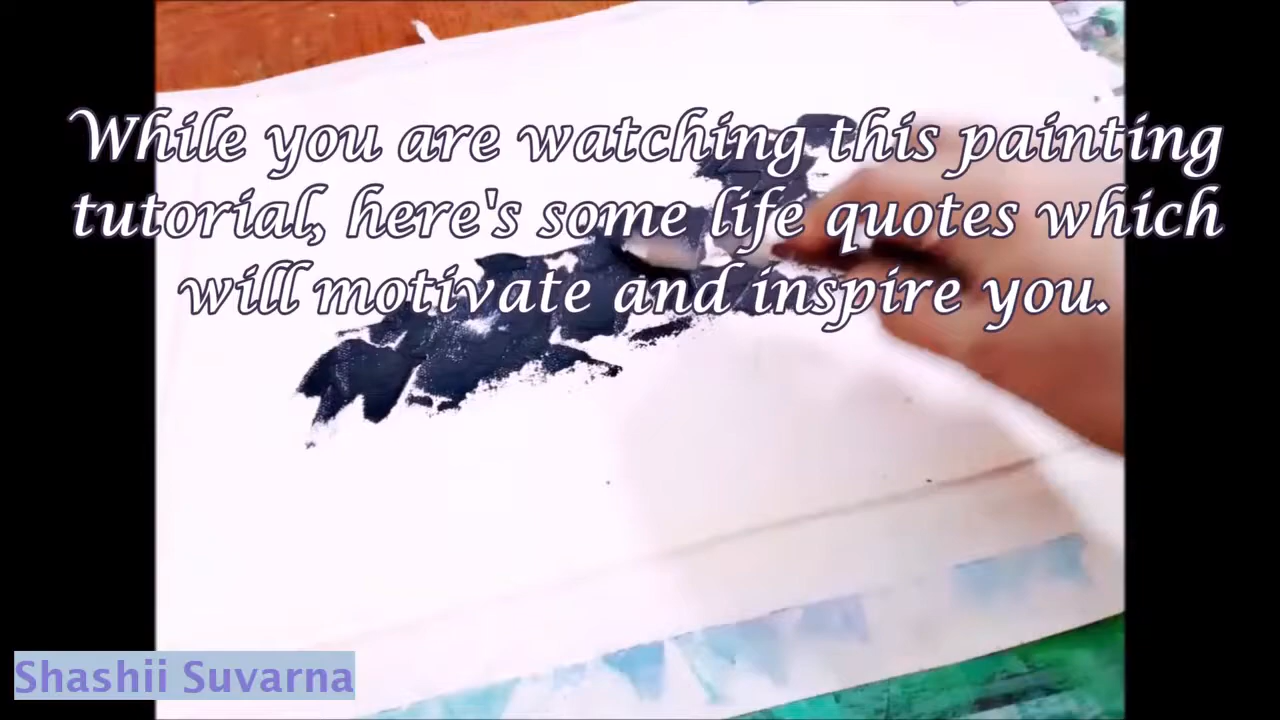 While you are watching this painting
tutorial, here's some life quotes which
will motivate and inspire you.
Shashii Suvarna